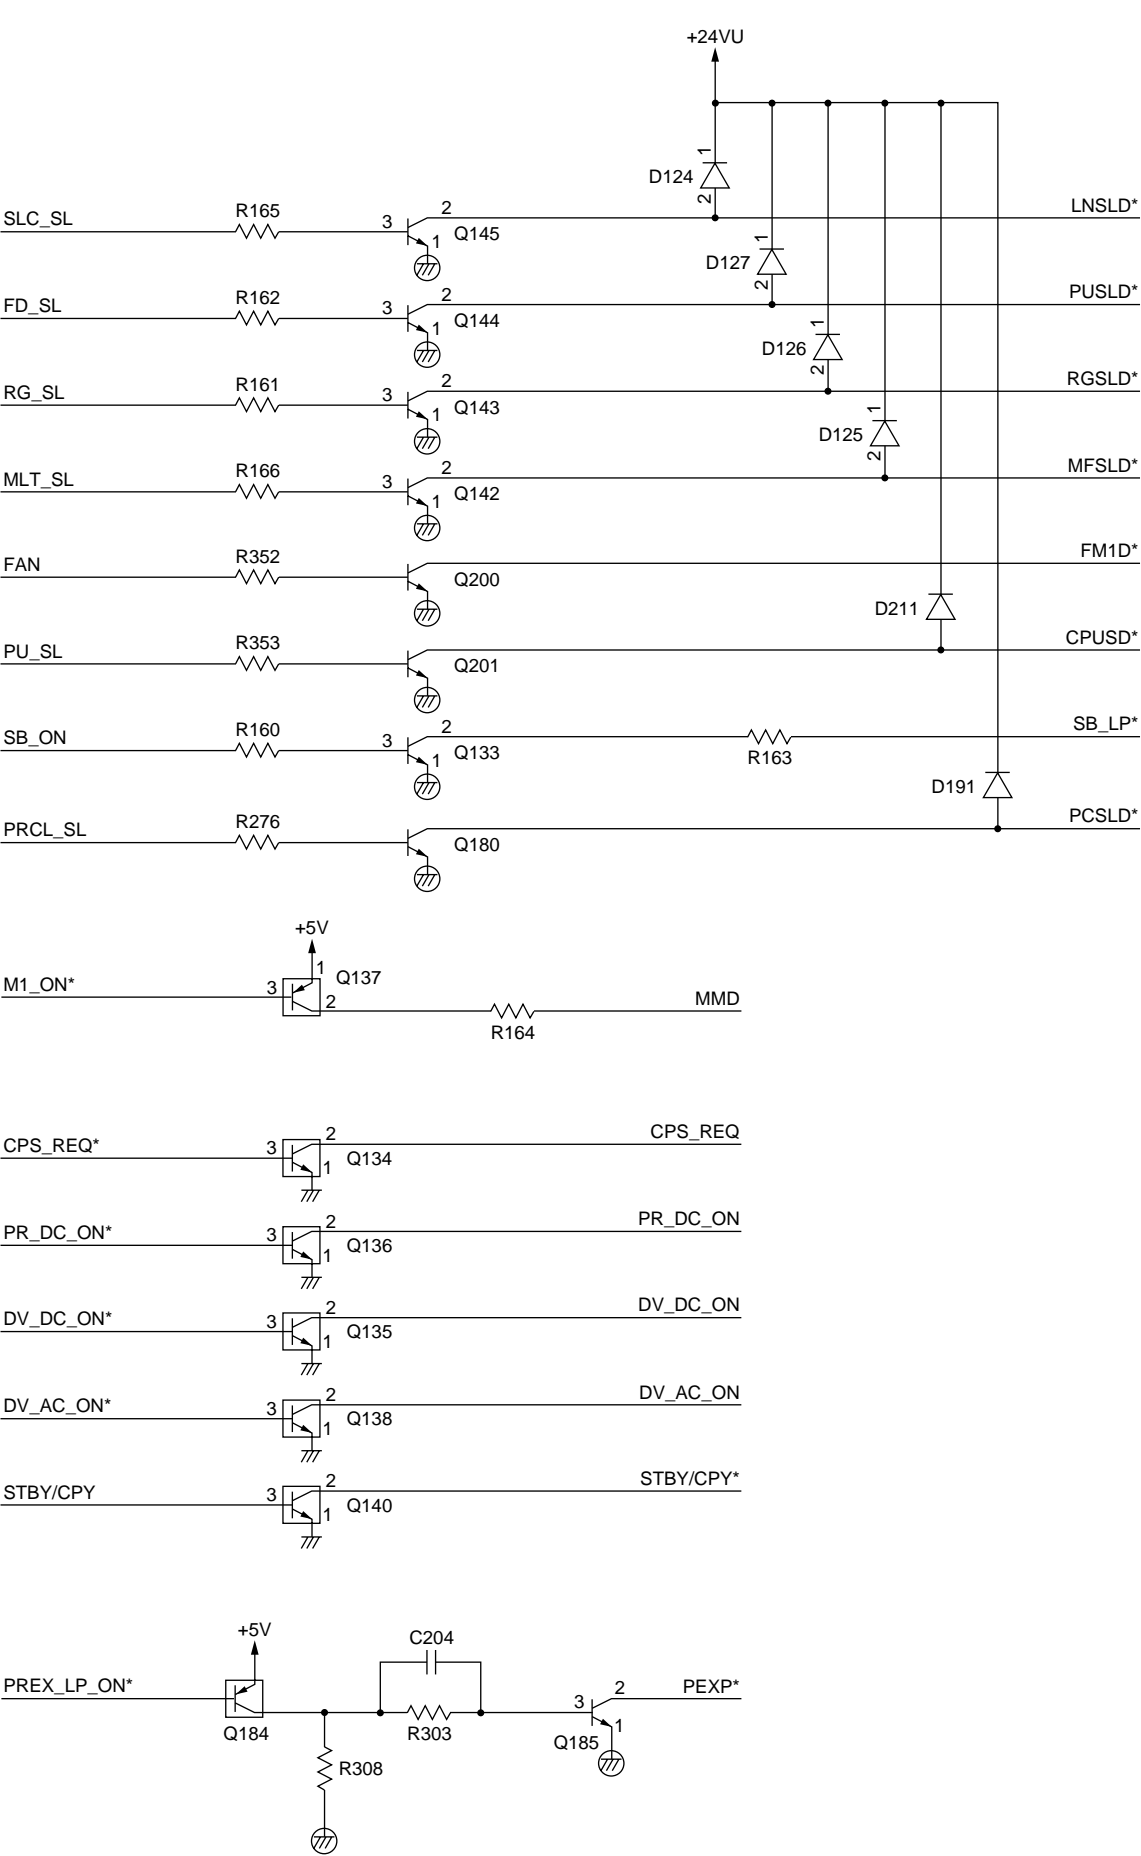 +24VU
1
D124
2
SLC_SL
R165
3
2
1
Q145
LNSLD*
1
D127
2
FD_SL
R162
3
2
1
Q144
PUSLD*
1
D126
2
RG_SL
R161
3
2
1
Q143
RGSLD*
1
D125
2
MLT_SL
R166
3
2
1
Q142
MFSLD*
FAN
R352
Q200
FM1D*
D211
PU_SL
R353
Q201
CPUSD*
SB_ON
R160
3
2
1
Q133
R163
SB_LP*
D191
PRCL_SL
R276
Q180
PCSLD*
+5V
M1_ON*
3
1
2
Q137
R164
MMD
CPS_REQ*
3
2
1
Q134
CPS_REQ
PR_DC_ON*
3
2
1
Q136
PR_DC_ON
DV_DC_ON*
3
2
1
Q135
DV_DC_ON
DV_AC_ON*
3
2
1
Q138
DV_AC_ON
STBY/CPY
3
2
1
Q140
STBY/CPY*
+5V
PREX_LP_ON*
Q184
C204
R303
R308
3
2
1
Q185
PEXP*